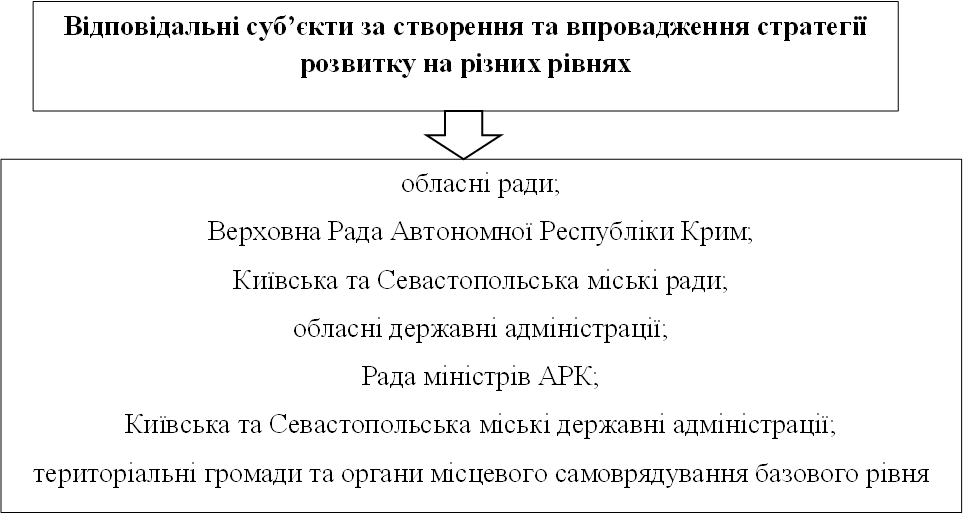 Відповідальні суб’єкти за створення та впровадження стратегії
розвитку на різних рівнях
обласні ради;
Верховна Рада Автономної Республіки Крим;
Київська та Севастопольська міські ради;
обласні державні адміністрації;
Рада міністрів АРК;
Київська та Севастопольська міські державні адміністрації;
територіальні громади та органи місцевого самоврядування базового рівня